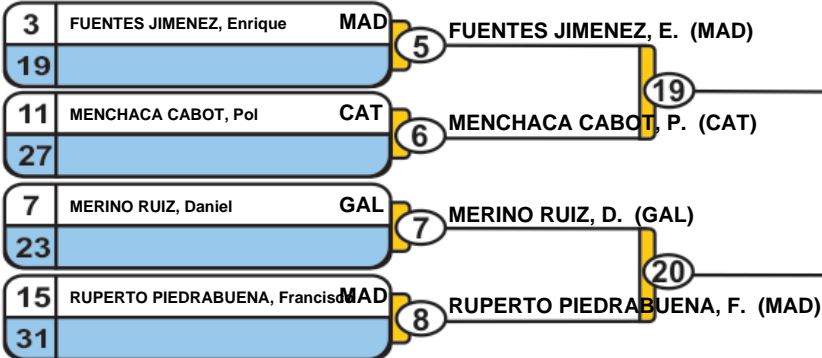 3 FUENTES JIMENEZ, Enrique MAD
19
5 FUENTES JIMENEZ, E. (MAD)
19
11 MENCHACA CABOT, Pol CAT
27
6 MENCHACA CABOT, P. (CAT)
7 MERINO RUIZ, Daniel GAL
23
7 MERINO RUIZ, D. (GAL)
20
15 RUPERTO PIEDRABUENA, Francisco MAD
31
8 RUPERTO PIEDRABUENA, F. (MAD)